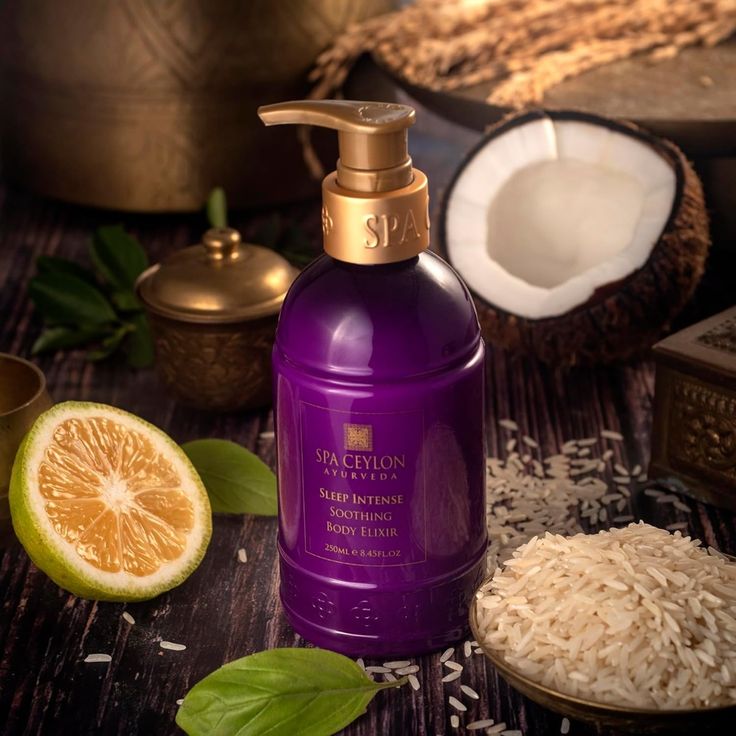 SPA C
SPA CEYLON
AYURVEDA
SLEEP INTENSE
SOOTHING
BODY ELIXIR
250ML e 8.45FL.OZ